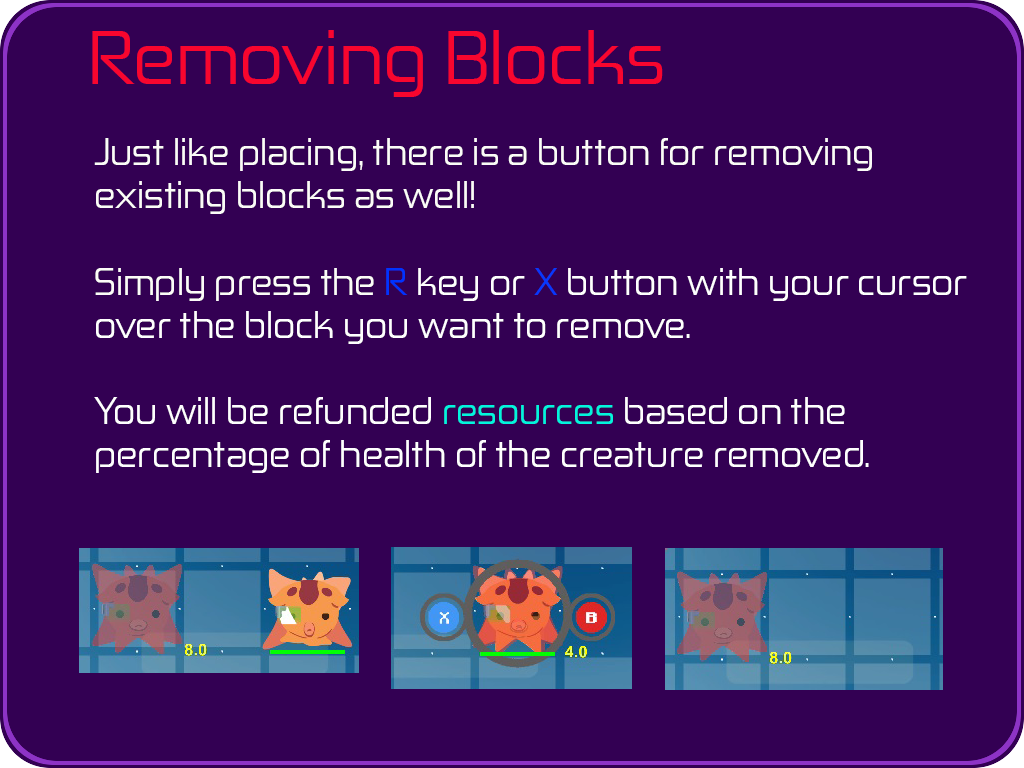 Removing Blocks
Just like placing, there is a button for removing
existing blocks as well!
Simply press the R key or X button with your cursor
over the block you want to remove.
You will be refunded resources based on the
percentage of health of the creature removed.
8.0
X
B
4.0
8.0